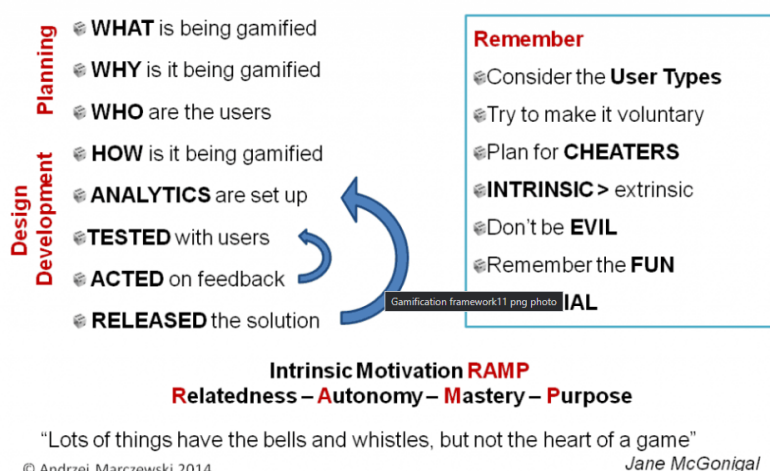 Planning
WHAT is being gamified
WHY is it being gamified
WHO are the users
Design
Development
HOW is it being gamified
ANALYTICS are set up
TESTED with users
ACTED on feedback
RELEASED the solution
Remember
Consider the User Types
Try to make it voluntary
Plan for CHEATERS
INTRINSIC > extrinsic
Don't be EVIL
Remember the FUN
IAL
Gamification framework11 png photo
Intrinsic Motivation RAMP
Relatedness – Autonomy – Mastery – Purpose
“Lots of things have the bells and whistles, but not the heart of a game”
Jane McGonigal
© Andrzej Marczewski 2014